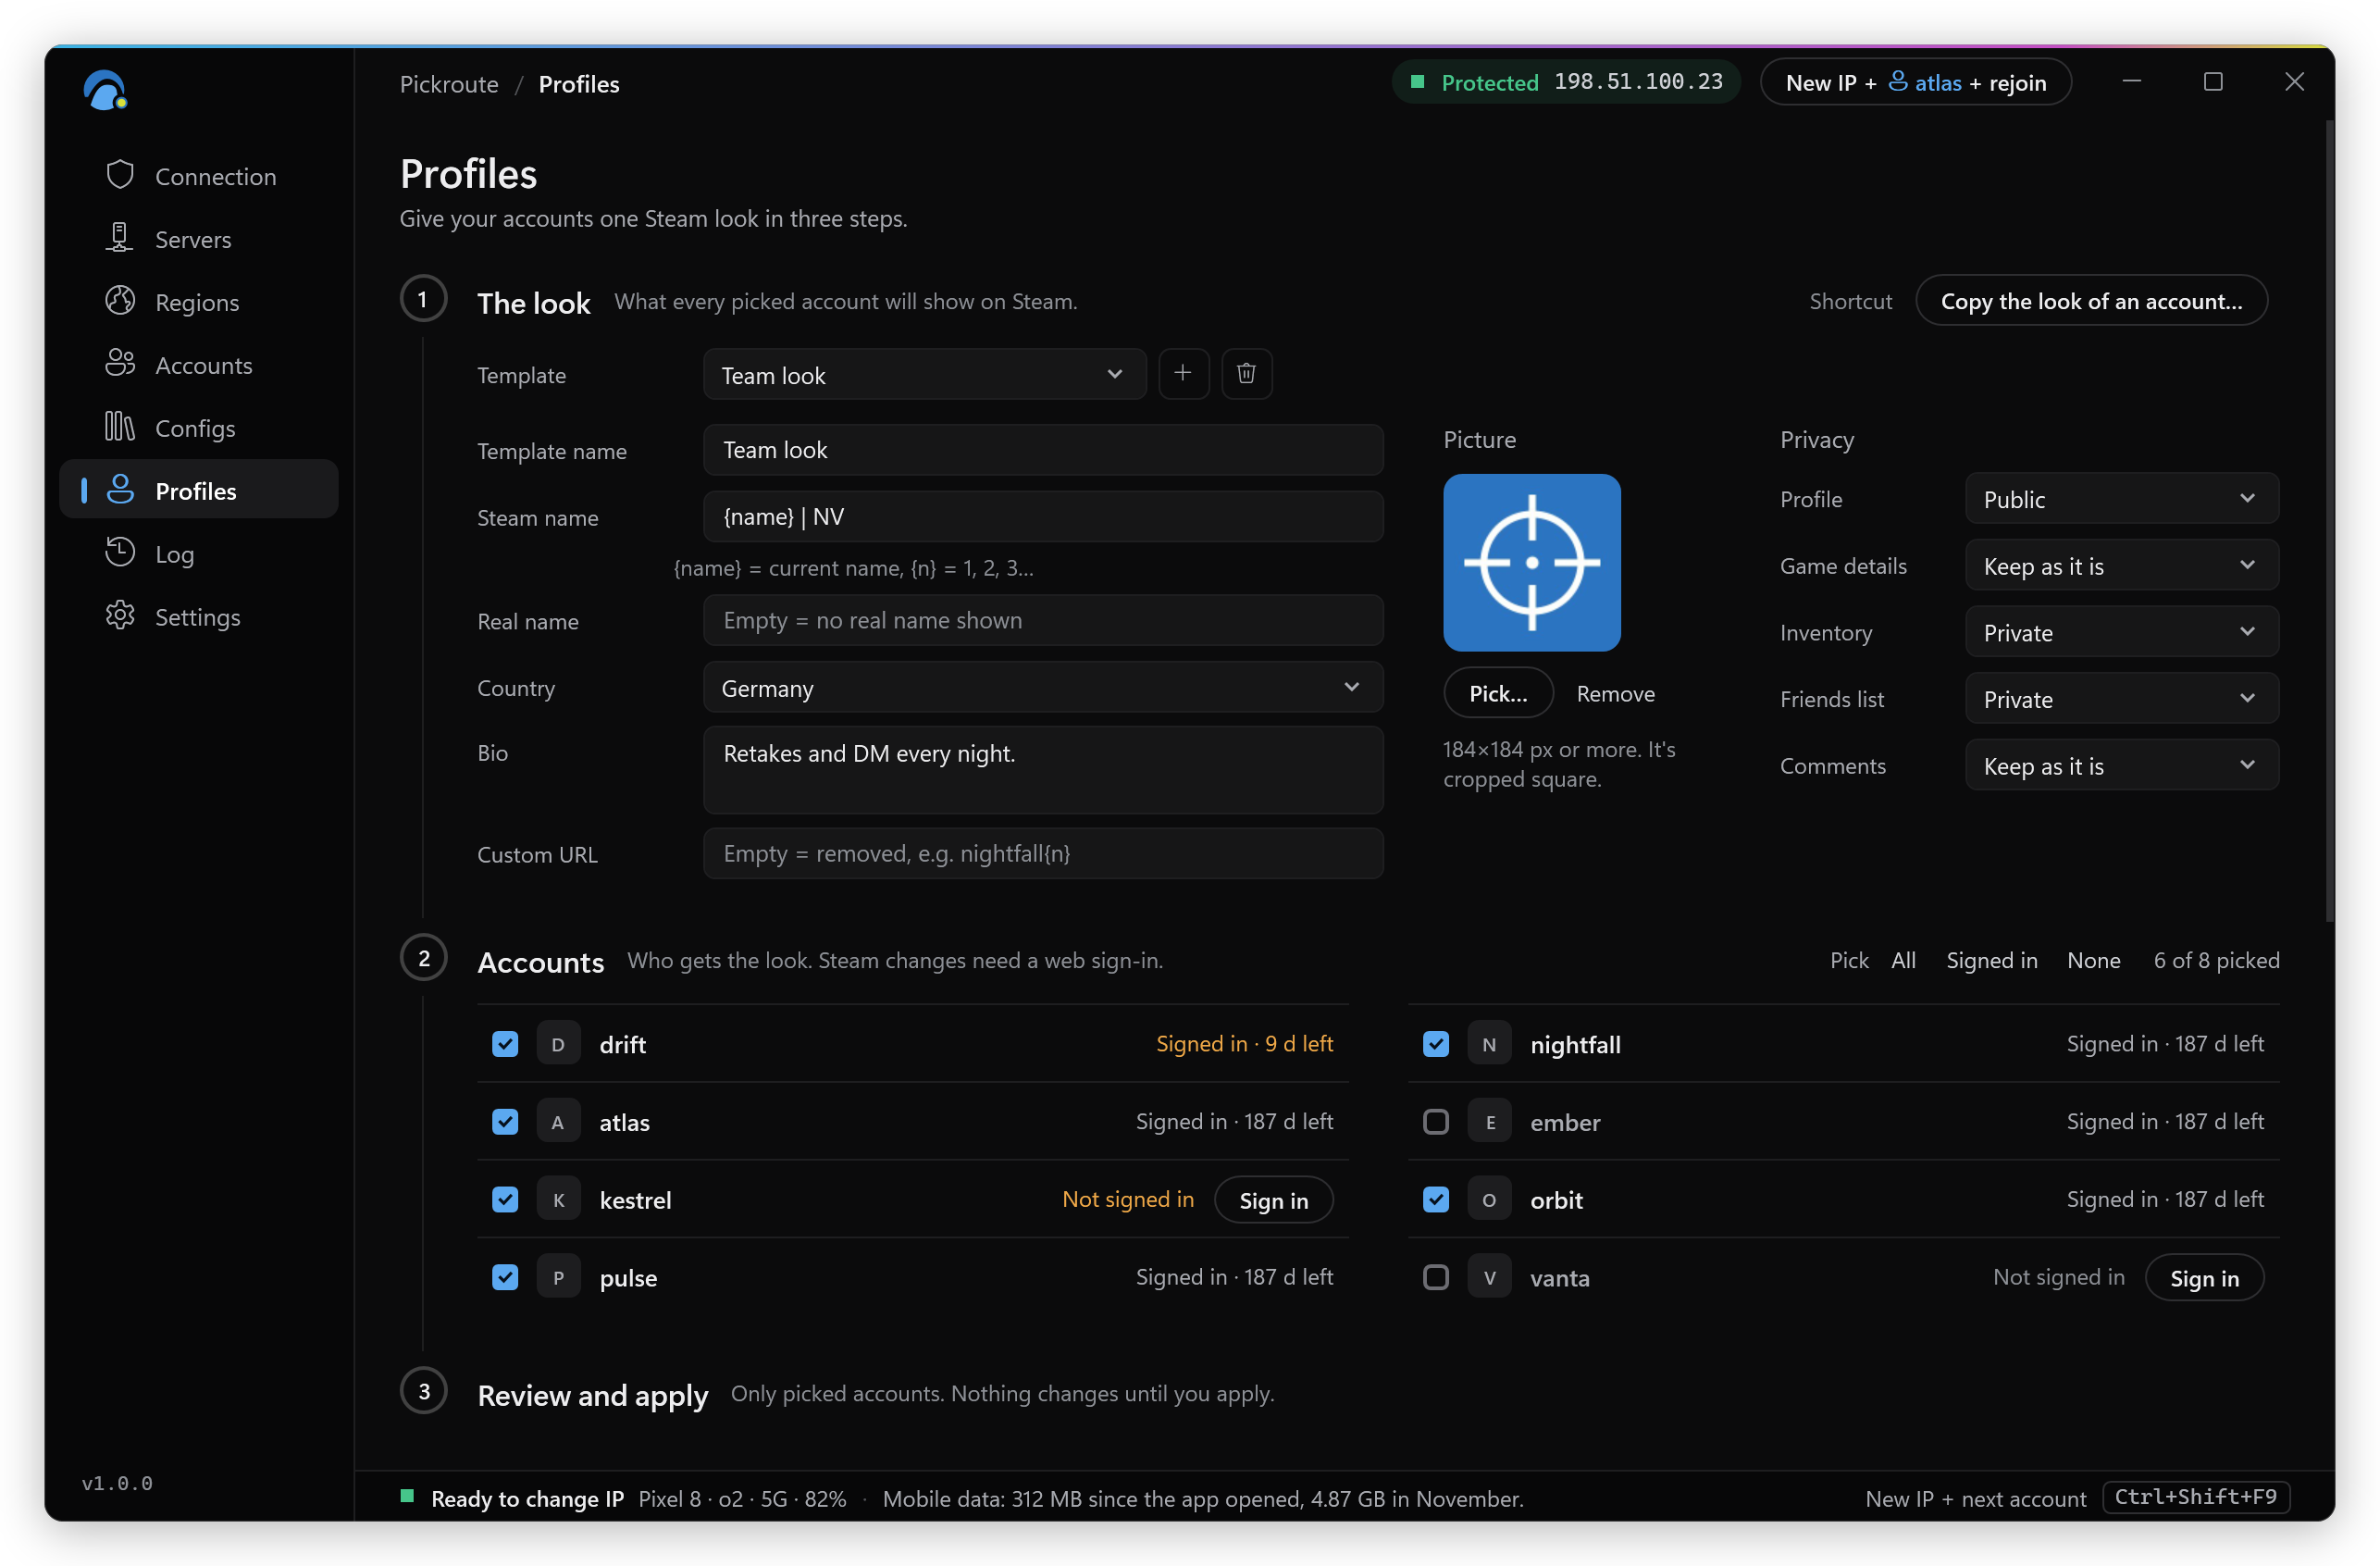 Pickroute / Profiles
Protected 198.51.100.23
New IP + atlas + rejoin
Connection
Servers
Regions
Accounts
Configs
Profiles
Log
Settings
v1.0.0
Profiles
Give your accounts one Steam look in three steps.
1 The look What every picked account will show on Steam.
Shortcut Copy the look of an account...
Template Team look
Template name Team look
Steam name {name} | NV
{name} = current name, {n} = 1, 2, 3...
Real name Empty = no real name shown
Country Germany
Bio Retakes and DM every night.
Custom URL Empty = removed, e.g. nightfall{n}
Picture
Pick... Remove
184×184 px or more. It's
cropped square.
Privacy
Profile Public
Game details Keep as it is
Inventory Private
Friends list Private
Comments Keep as it is
2 Accounts Who gets the look. Steam changes need a web sign-in.
Pick All Signed in None 6 of 8 picked
D drift Signed in · 9 d left
N nightfall Signed in · 187 d left
A atlas Signed in · 187 d left
E ember Signed in · 187 d left
K kestrel Not signed in Sign in
O orbit Signed in · 187 d left
P pulse Signed in · 187 d left
V vanta Not signed in Sign in
3 Review and apply Only picked accounts. Nothing changes until you apply.
Ready to change IP Pixel 8 · o2 · 5G · 82% · Mobile data: 312 MB since the app opened, 4.87 GB in November.
New IP + next account Ctrl+Shift+F9